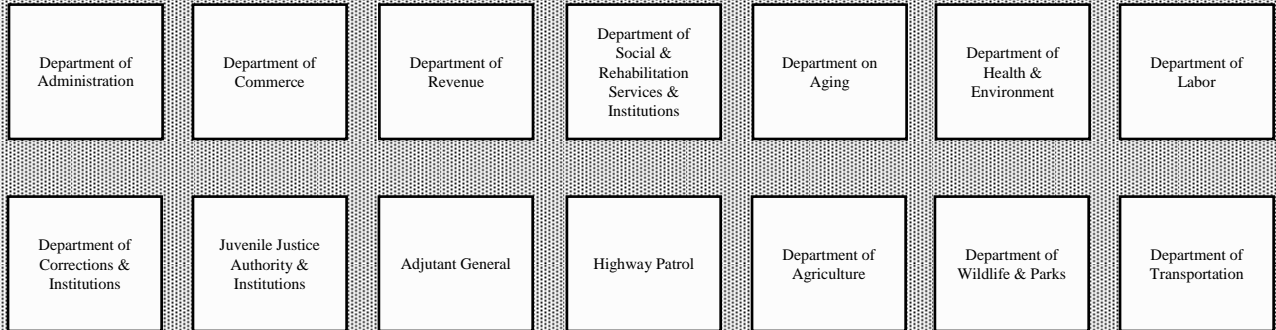 Department of
Administration
Department of
Commerce
Department of
Revenue
Department of
Social &
Rehabilitation
Services &
Institutions
Department on
Aging
Department of
Health &
Environment
Department of
Labor
Department of
Corrections &
Institutions
Juvenile Justice
Authority &
Institutions
Adjutant General
Highway Patrol
Department of
Agriculture
Department of
Wildlife & Parks
Department of
Transportation